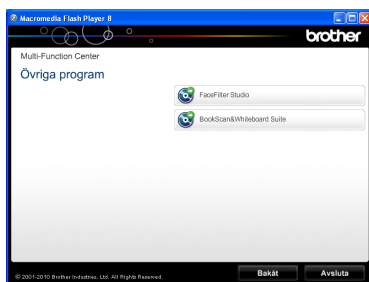 Macromedia Flash Player 8
brother
Multi-Function Center
Övriga program
FaceFilter Studio
BookScan&Whiteboard Suite
© 2001-2010 Brother Industries, Ltd. All Rights Reserved.
Bakåt
Avsluta